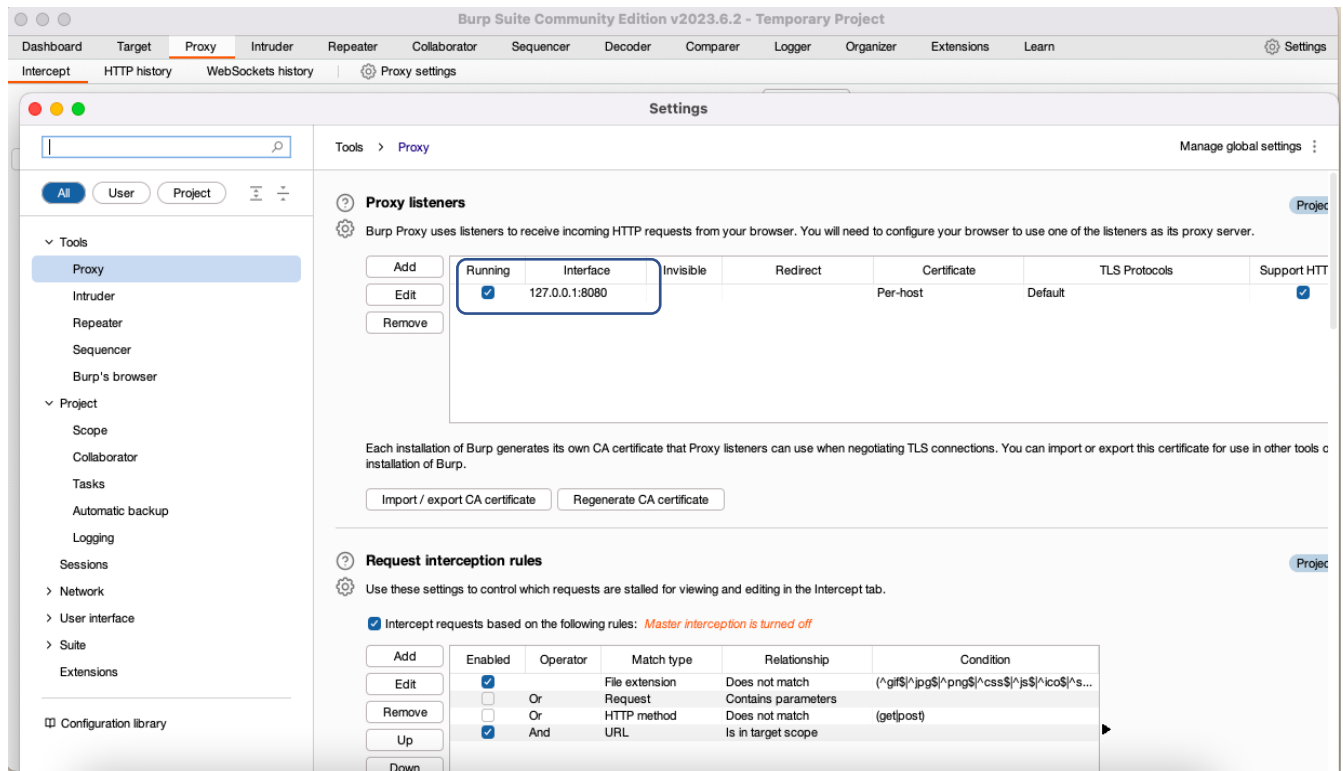 Burp Suite Community Edition v2023.6.2 - Temporary Project
Dashboard Target Proxy Intruder Repeater Collaborator Sequencer Decoder Comparer Logger Organizer Extensions Learn Settings
Intercept HTTP history WebSockets history Proxy settings
Settings
Tools > Proxy Manage global settings
All User Project
Proxy listeners
Projec
Burp Proxy uses listeners to receive incoming HTTP requests from your browser. You will need to configure your browser to use one of the listeners as its proxy server.
Tools
Proxy
Intruder
Repeater
Sequencer
Burp's browser
Project
Scope
Collaborator
Tasks
Automatic backup
Logging
Sessions
Network
User interface
Suite
Extensions
Configuration library
Add
Edit
Remove
Running Interface Invisible Redirect Certificate TLS Protocols Support HTT
127.0.0.1:8080 Per-host Default
Each installation of Burp generates its own CA certificate that Proxy listeners can use when negotiating TLS connections. You can import or export this certificate for use in other tools o
installation of Burp.
Import / export CA certificate Regenerate CA certificate
Request interception rules
Projec
Use these settings to control which requests are stalled for viewing and editing in the Intercept tab.
Intercept requests based on the following rules: Master interception is turned off
Add
Edit
Remove
Up
Down
Enabled Operator Match type Relationship Condition
File extension Does not match (^gif$|^jpg$|^png$|^css$|^js$|^ico$|^s...
Or Request Contains parameters
Or HTTP method Does not match (get|post)
And URL Is in target scope